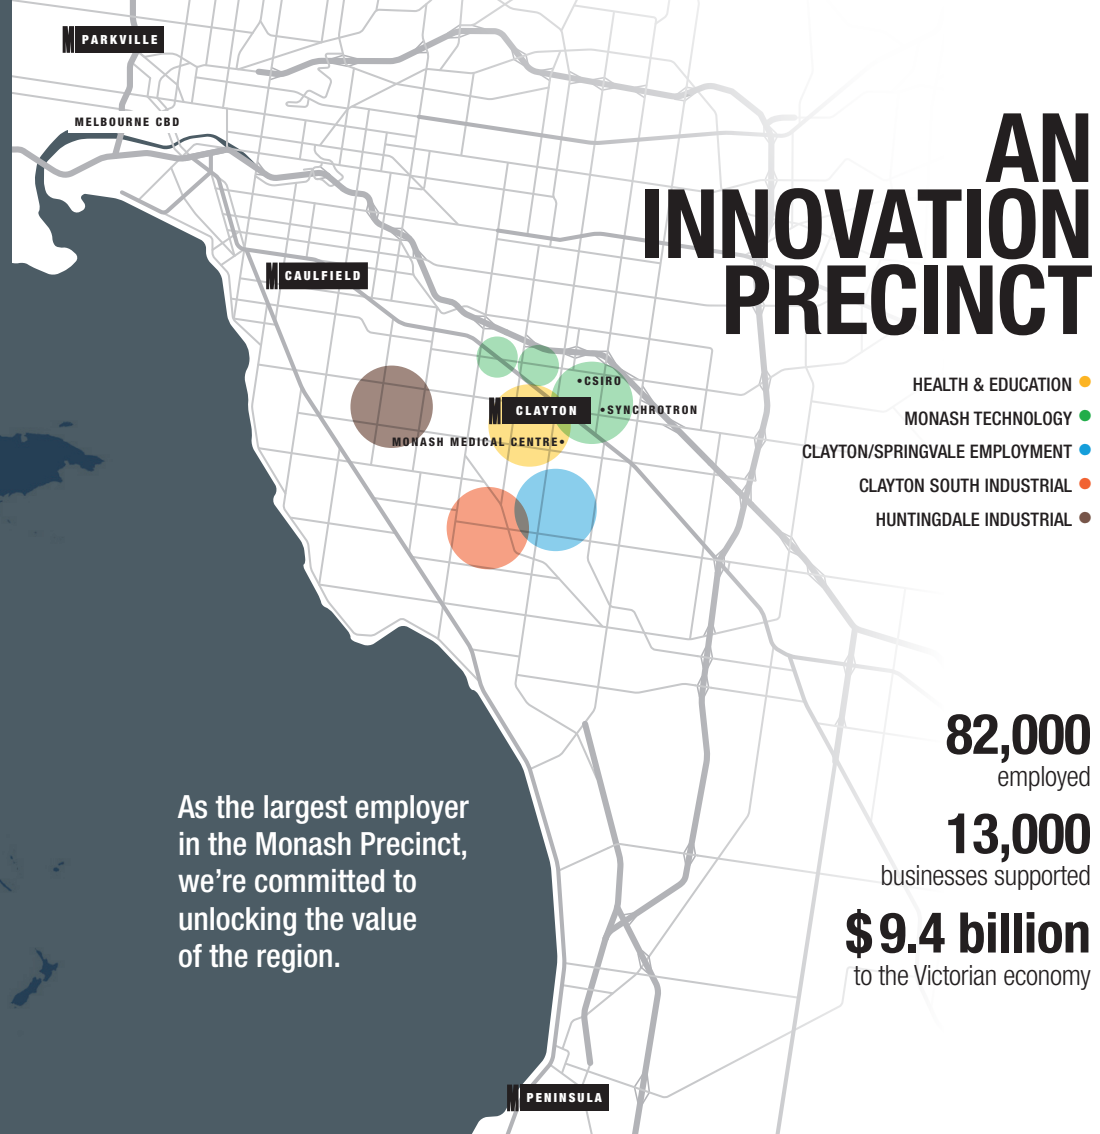 M PARKVILLE
MELBOURNE CBD
AN
INNOVATION
PRECINCT
M CAULFIELD
•CSIRO
M CLAYTON
•SYNCHROTRON
MONASH MEDICAL CENTRE•
HEALTH & EDUCATION
MONASH TECHNOLOGY
CLAYTON/SPRINGVALE EMPLOYMENT
CLAYTON SOUTH INDUSTRIAL
HUNTINGDALE INDUSTRIAL
82,000
employed
13,000
businesses supported
$9.4 billion
to the Victorian economy
As the largest employer
in the Monash Precinct,
we’re committed to
unlocking the value
of the region.
M PENINSULA